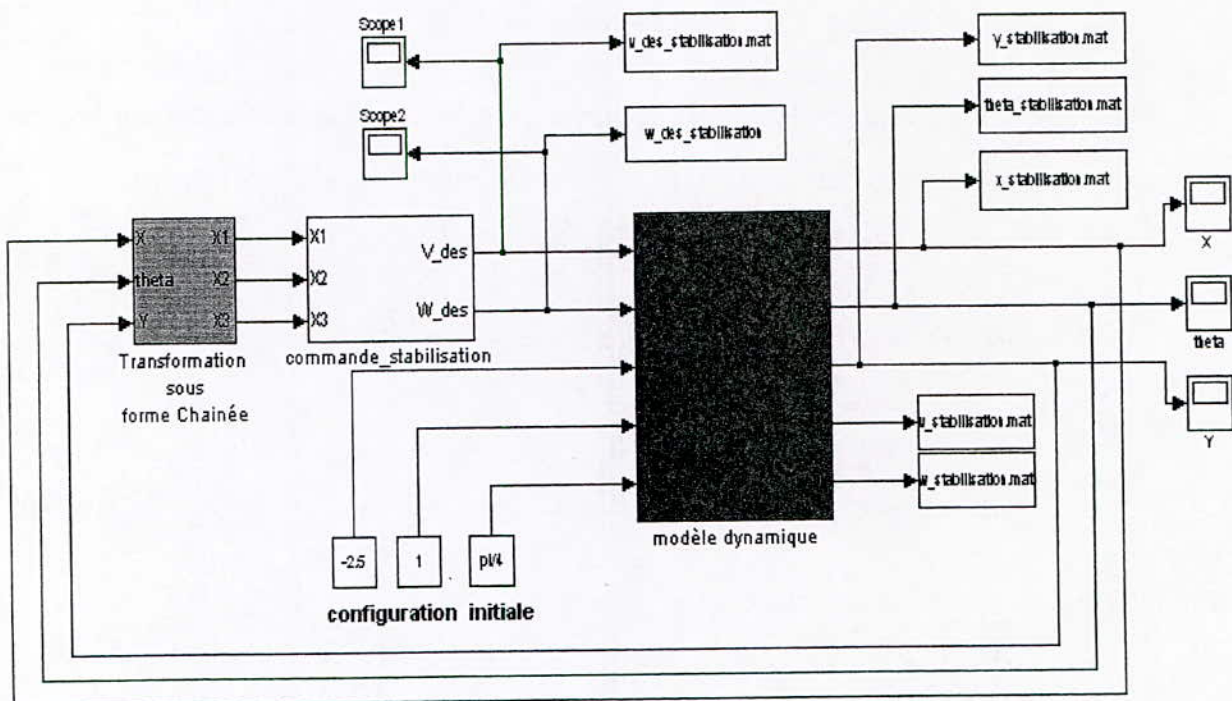 Scope1
v_des_stabilisation.mat
y_stabilisation.mat
theta_stabilisation.mat
Scope2
w_des_stabilisation
x_stabilisation.mat
X
X X1
theta X2
Y X3
Transformation
sous
forme Chainée
X1
X2
X3
V_des
W_des
commande_stabilisation
theta
Y
v_stabilisation.mat
w_stabilisation.mat
modèle dynamique
-2.5
1
pi/4
configuration initiale